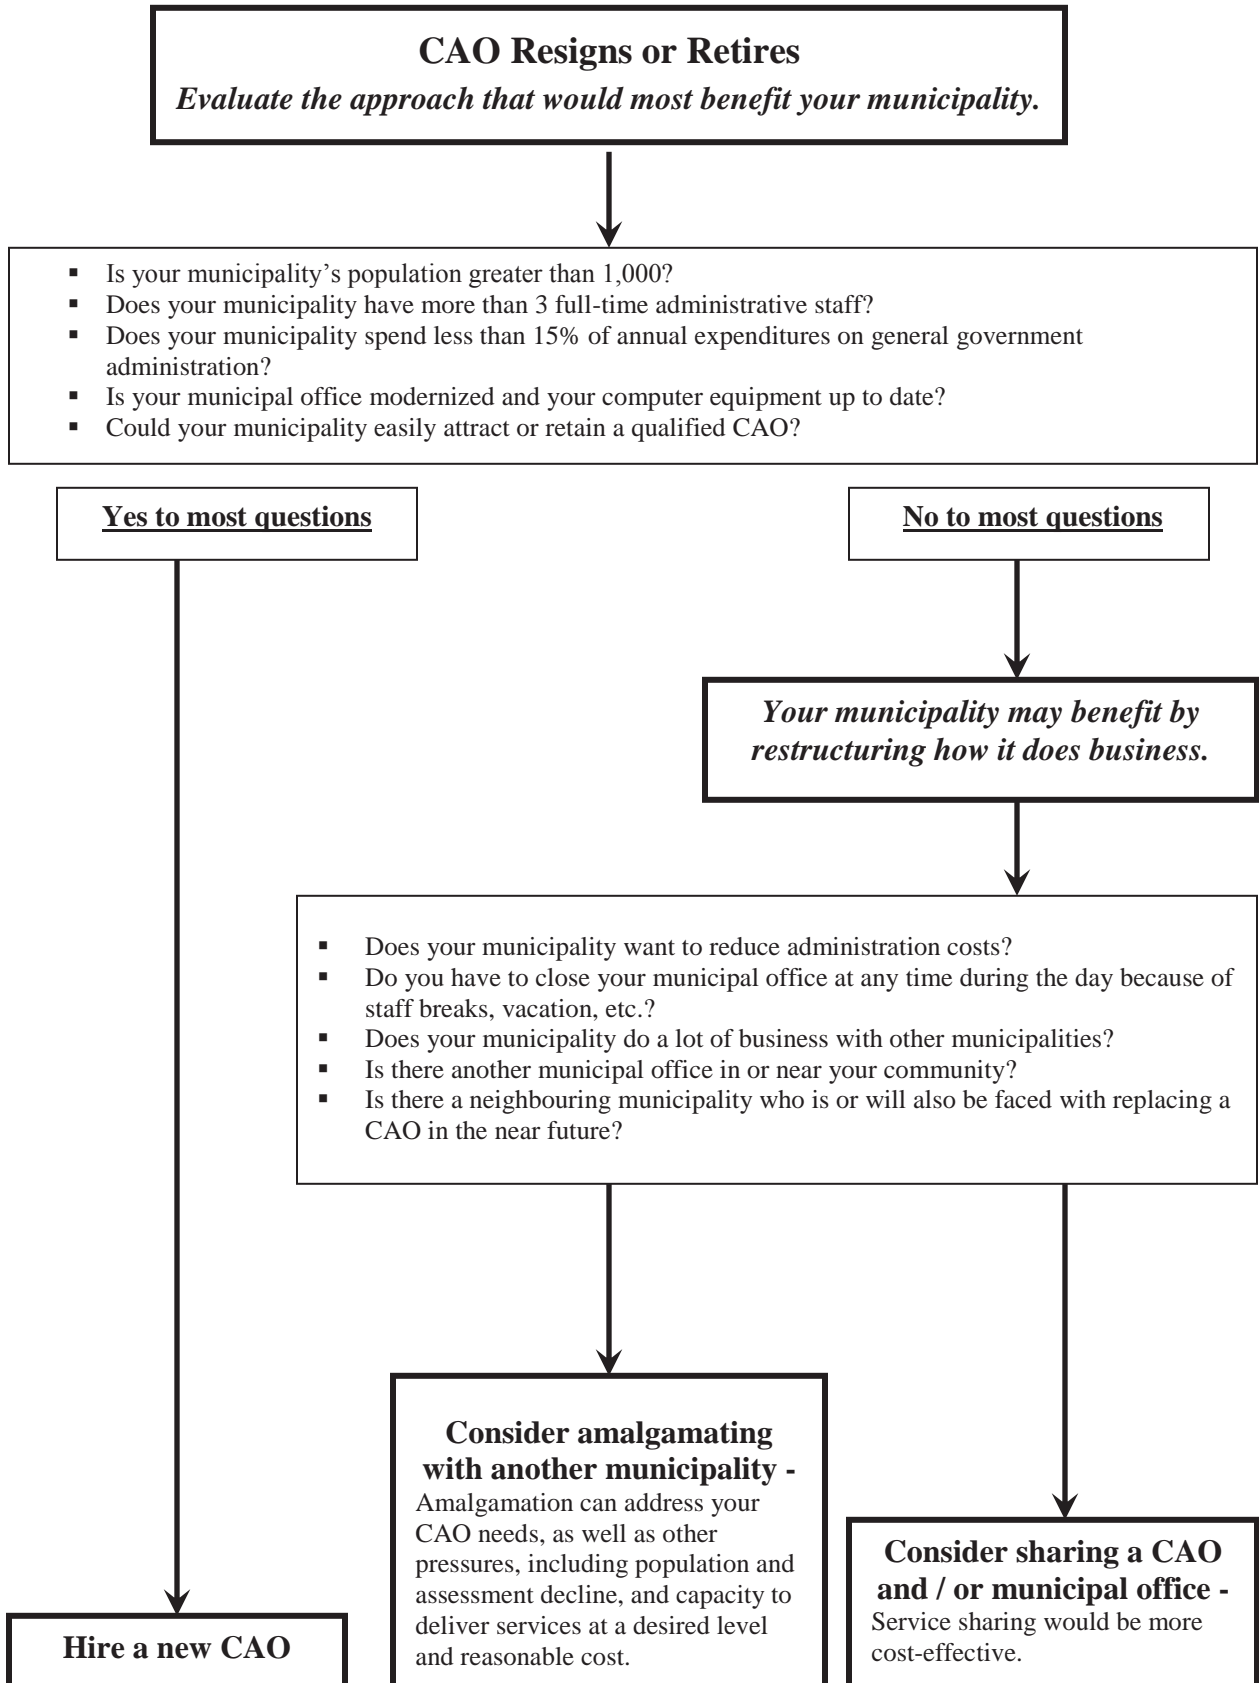 CAO Resigns or Retires
Evaluate the approach that would most benefit your municipality.
▪ Is your municipality’s population greater than 1,000?
▪ Does your municipality have more than 3 full-time administrative staff?
▪ Does your municipality spend less than 15% of annual expenditures on general government
administration?
▪ Is your municipal office modernized and your computer equipment up to date?
▪ Could your municipality easily attract or retain a qualified CAO?
Yes to most questions
No to most questions
Your municipality may benefit by
restructuring how it does business.
▪ Does your municipality want to reduce administration costs?
▪ Do you have to close your municipal office at any time during the day because of
staff breaks, vacation, etc.?
▪ Does your municipality do a lot of business with other municipalities?
▪ Is there another municipal office in or near your community?
▪ Is there a neighbouring municipality who is or will also be faced with replacing a
CAO in the near future?
Hire a new CAO
Consider amalgamating
with another municipality -
Amalgamation can address your
CAO needs, as well as other
pressures, including population and
assessment decline, and capacity to
deliver services at a desired level
and reasonable cost.
Consider sharing a CAO
and / or municipal office -
Service sharing would be more
cost-effective.